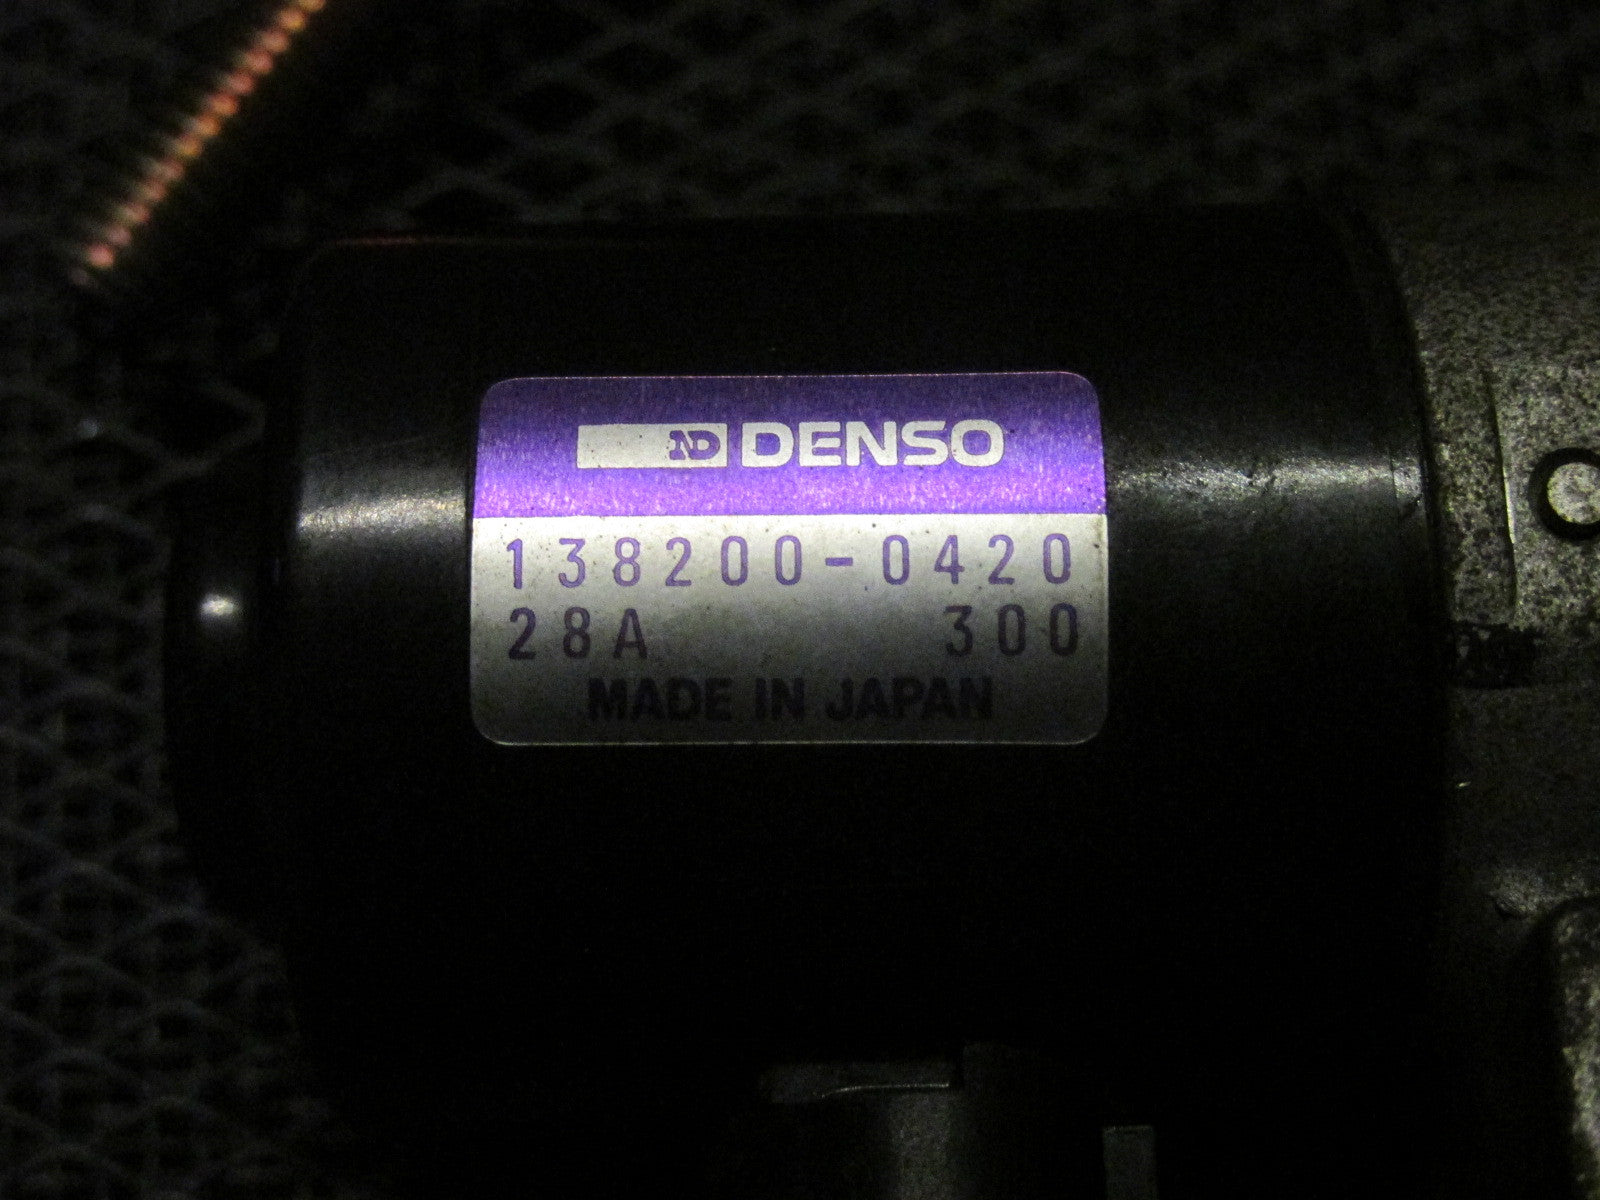 ND DENSO
138200-0420
28A 300
MADE IN JAPAN